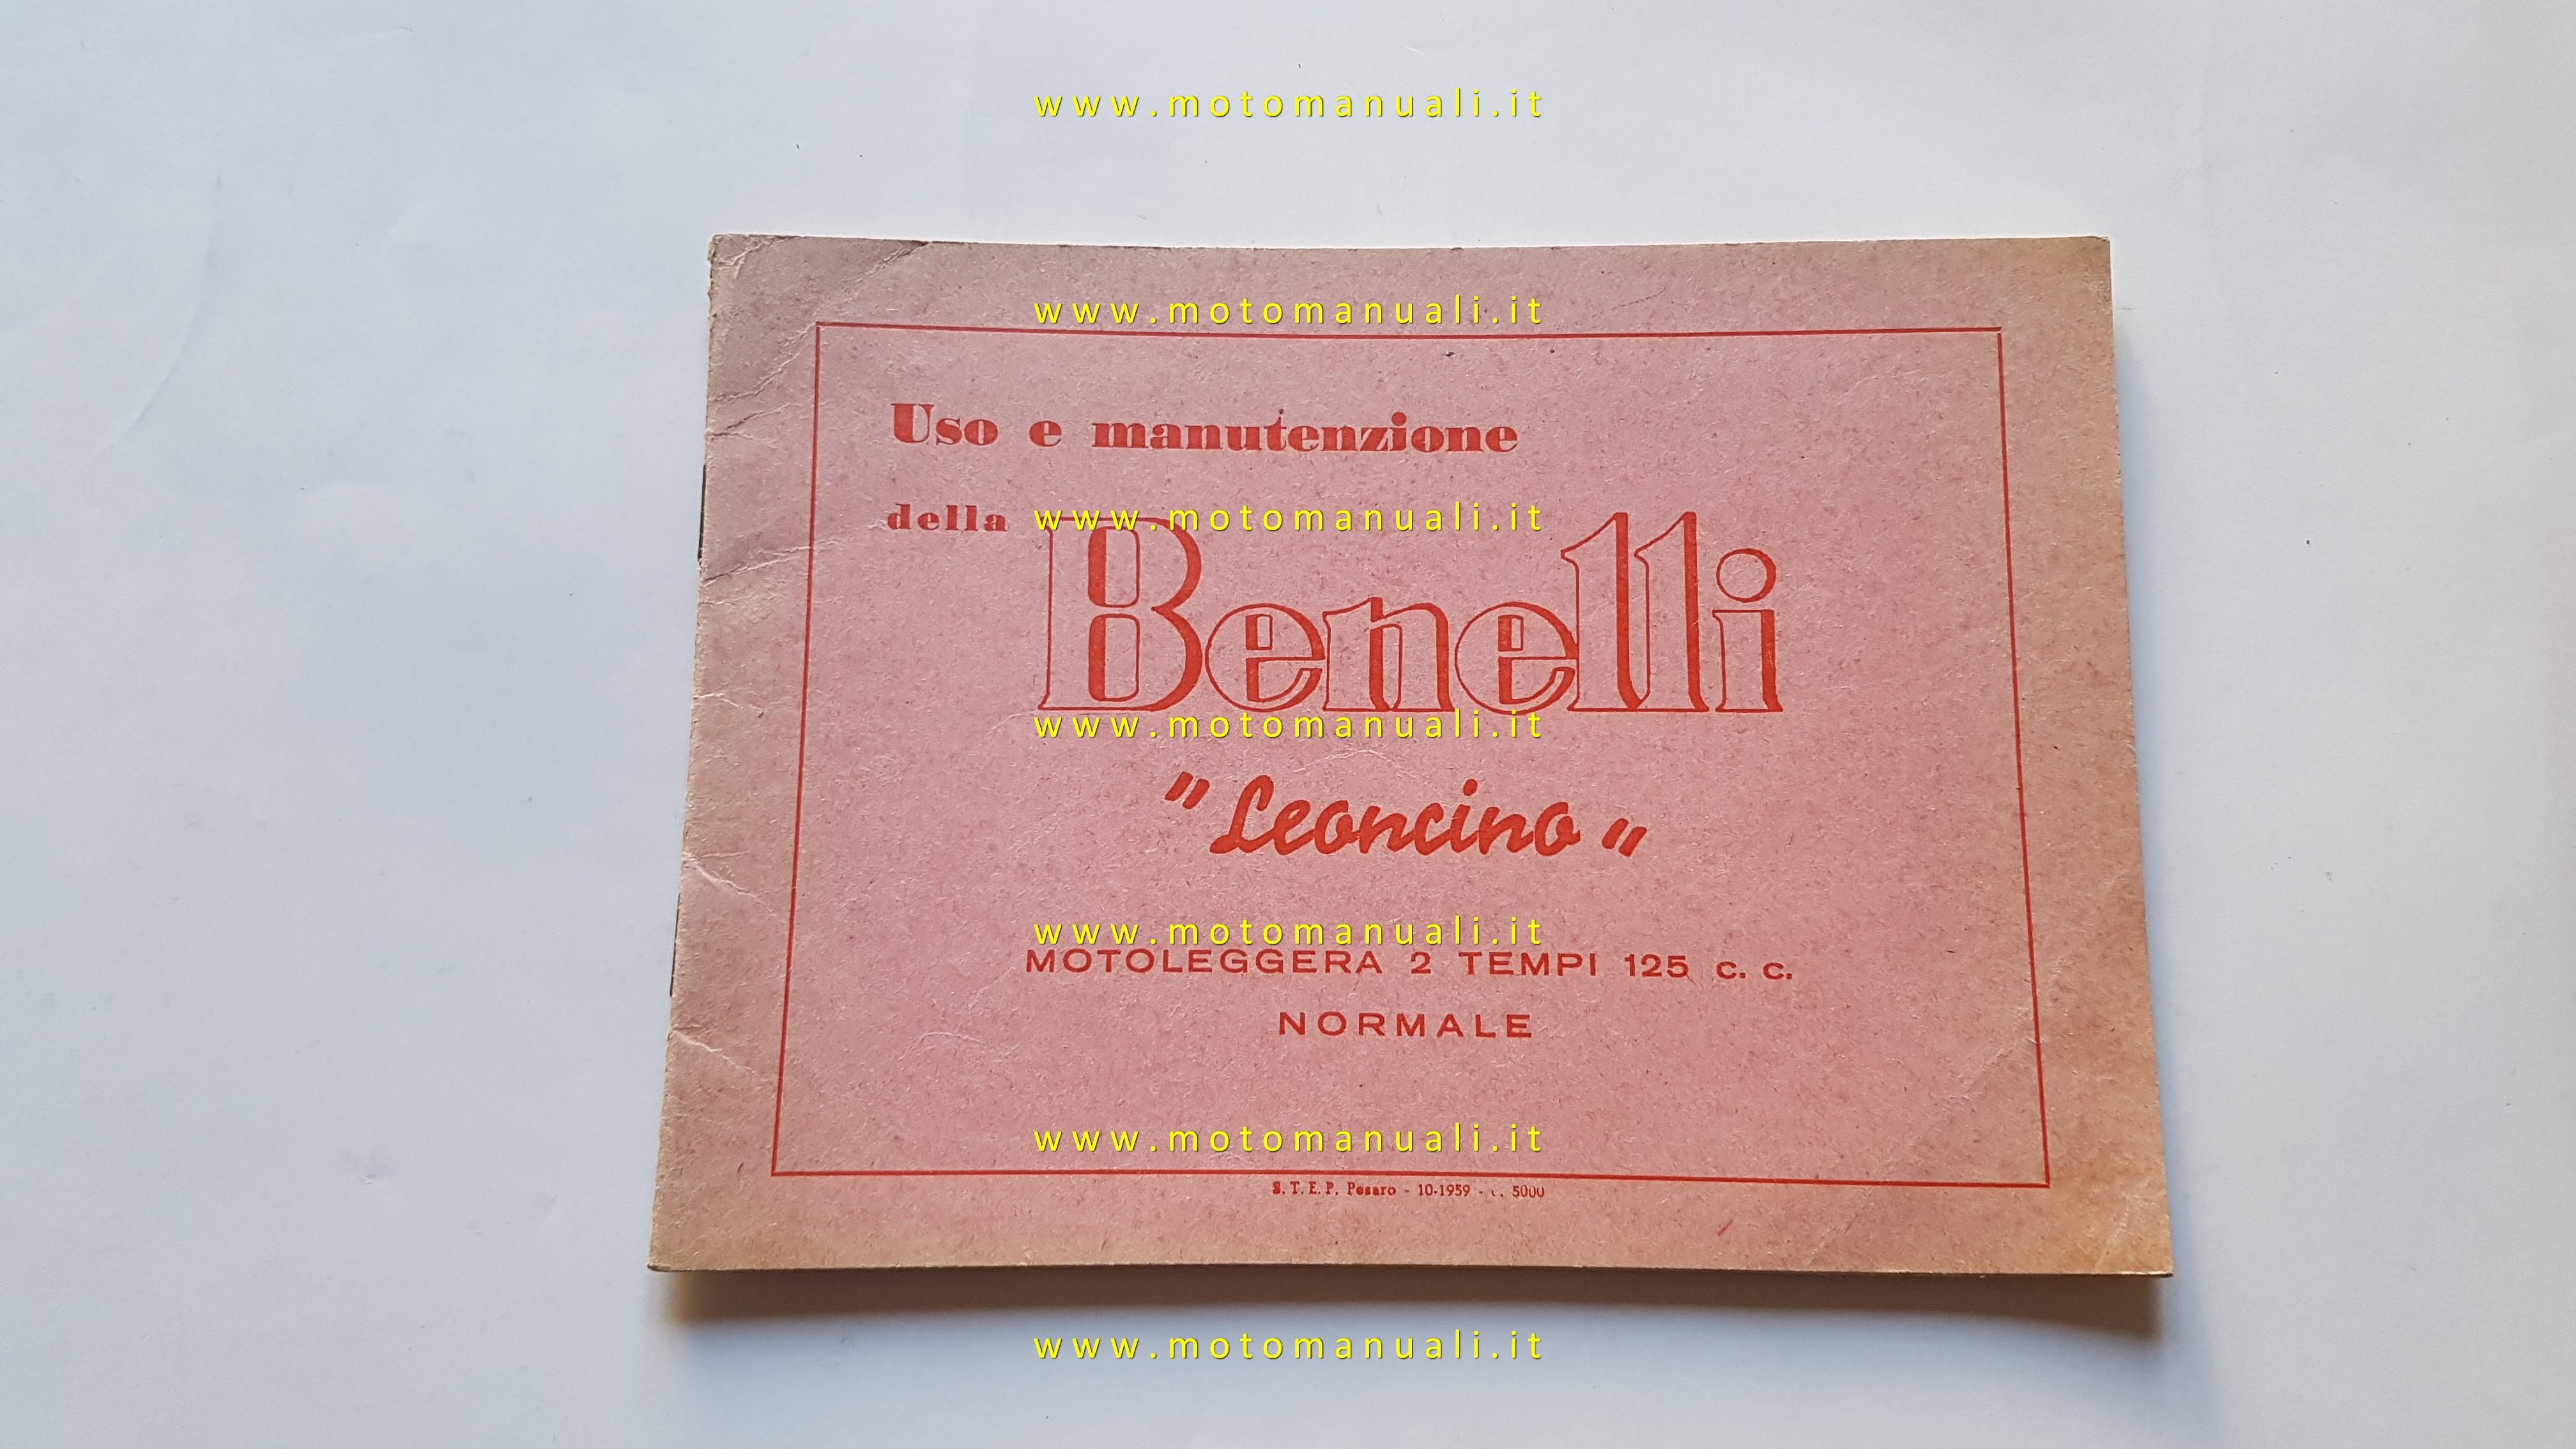 www.motomanuali.it
www.motomanuali.it
Uso e manutenzione
della Benelli
www.motomanuali.it
www.motomanuali.it
"Leoncino"
www.motomanuali.it
MOTOLEGGERA 2 TEMPI 125 c. c.
NORMALE
www.motomanuali.it
S. T. E. P. Pesaro - 10-1959 - c. 5000
www.motomanuali.it